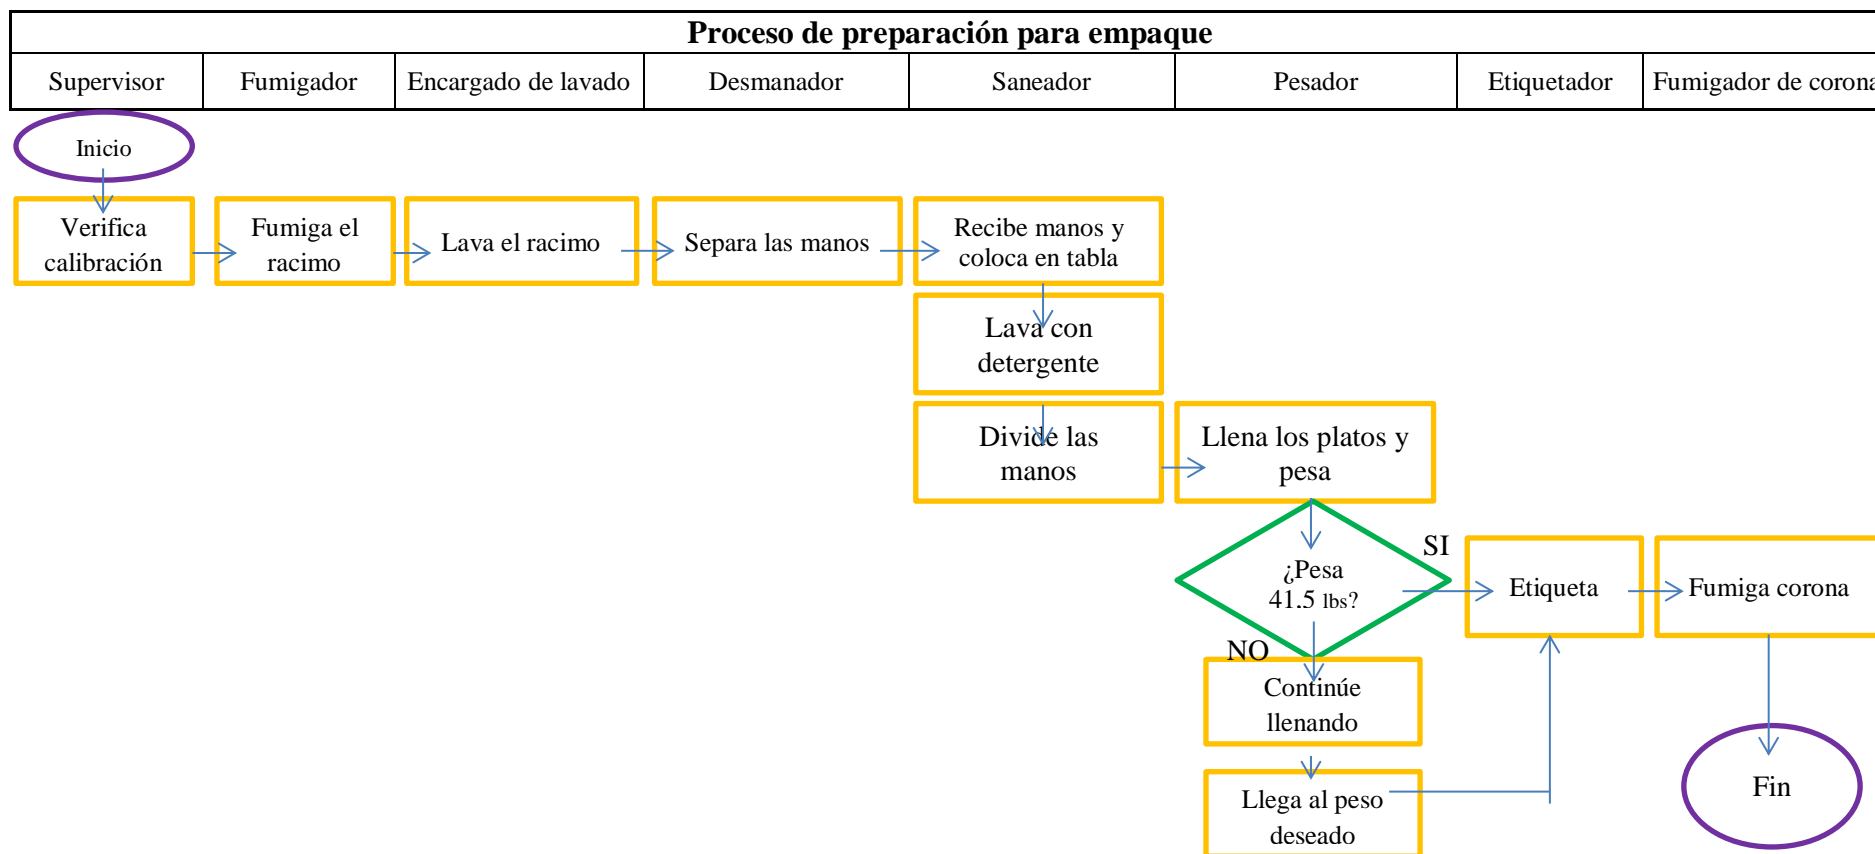 Proceso de preparación para empaque
Supervisor
Fumigador
Encargado de lavado
Desmanador
Saneador
Pesador
Etiquetador
Fumigador de corona
Inicio
Verifica
calibración
Fumiga el
racimo
Lava el racimo
Separa las manos
Recibe manos y
coloca en tabla
Lava con
detergente
Divide las
manos
Llena los platos y
pesa
¿Pesa
41.5 lbs?
SI
NO
Etiqueta
Fumiga corona
Continúe
llenando
Llega al peso
deseado
Fin